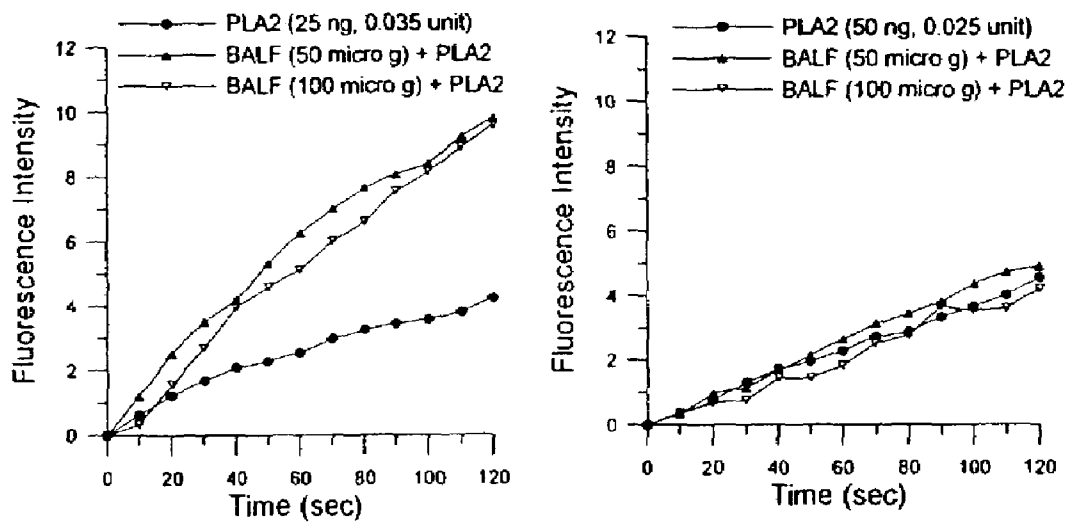 PLA2 (25 ng, 0.035 unit)
BALF (50 micro g) + PLA2
BALF (100 micro g) + PLA2
12
10
8
6
4
2
0
Fluorescence Intensity
0 20 40 60 80 100 120
Time (sec)
PLA2 (50 ng, 0.025 unit)
BALF (50 micro g) + PLA2
BALF (100 micro g) + PLA2
12
10
8
6
4
2
0
Fluorescence Intensity
0 20 40 60 80 100 120
Time (sec)